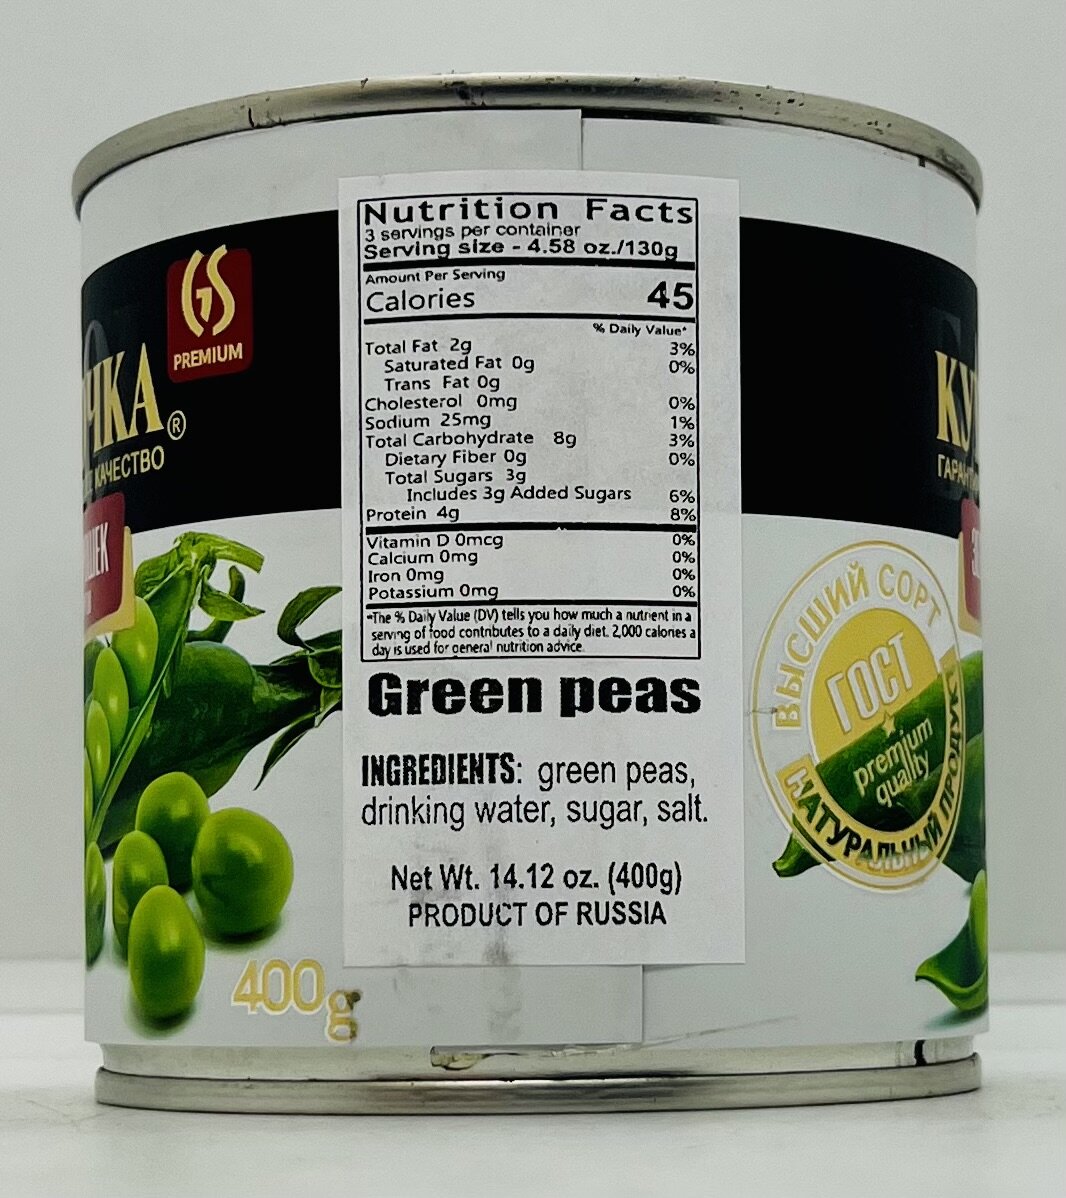 GS
PREMIUM
ЧКА®
КАЧЕСТВО
400g
Nutrition Facts
3 servings per container
Serving size - 4.58 oz./130g
Amount Per Serving
Calories 45
% Daily Value*
Total Fat 2g 3%
Saturated Fat 0g 0%
Trans Fat 0g
Cholesterol 0mg 0%
Sodium 25mg 1%
Total Carbohydrate 8g 3%
Dietary Fiber 0g 0%
Total Sugars 3g
Includes 3g Added Sugars 6%
Protein 4g 8%
Vitamin D 0mcg 0%
Calcium 0mg 0%
Iron 0mg 0%
Potassium 0mg 0%
*The % Daily Value (DV) tells you how much a nutrient in a
serving of food contributes to a daily diet. 2,000 calories a
day is used for general nutrition advice.
Green peas
INGREDIENTS: green peas,
drinking water, sugar, salt.
Net Wt. 14.12 oz. (400g)
PRODUCT OF RUSSIA
КУ
ВЫСШИЙ СОРТ
ГОСТ
premium
quality
НАТУРАЛЬНЫЙ ПРОДУКТ